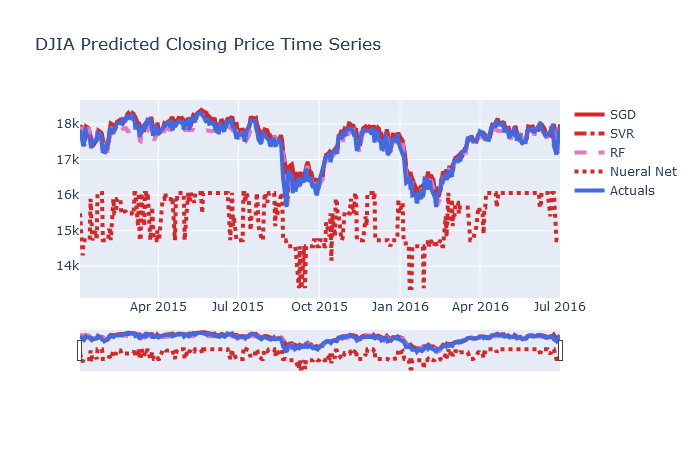 DJIA Predicted Closing Price Time Series
18k
17k
16k
15k
14k
Apr 2015
Jul 2015
Oct 2015
Jan 2016
Apr 2016
Jul 2016
SGD
SVR
RF
Nueral Net
Actuals